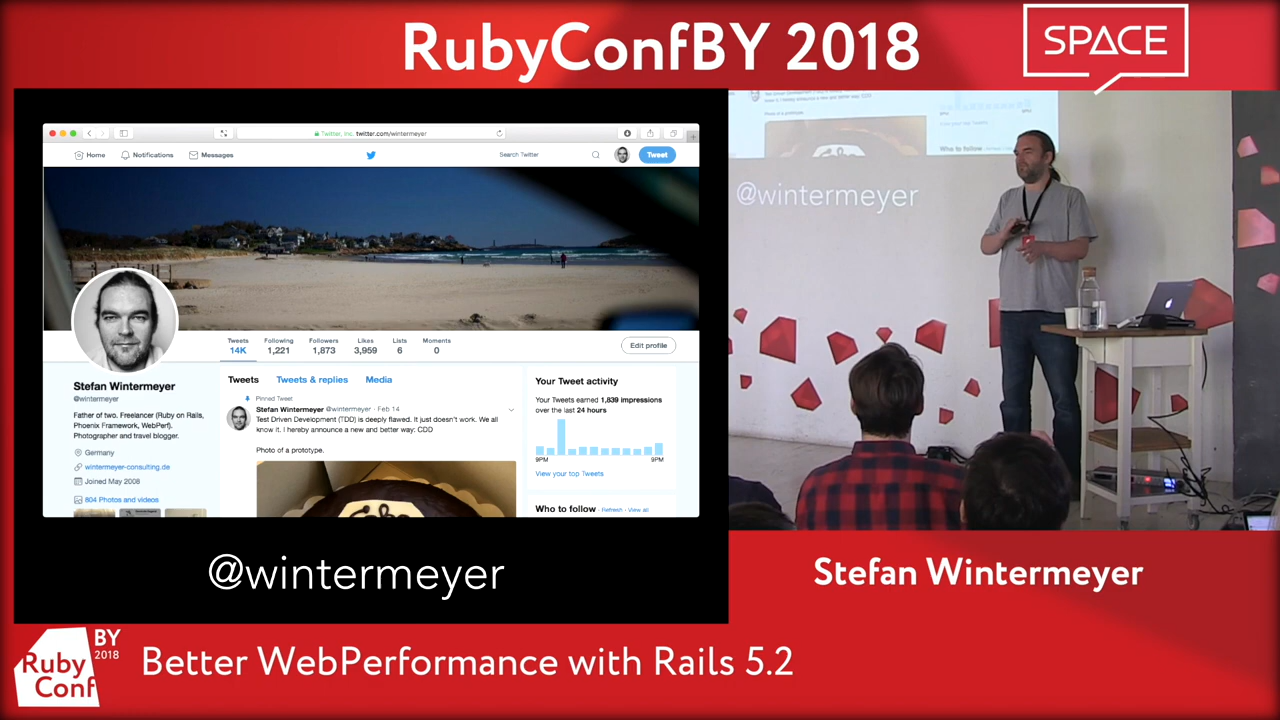 RubyConfBY 2018
SPACE
Twitter, Inc. twitter.com/wintermeyer
Home
Notifications
Messages
Search Twitter
Tweet
Tweets
14K
Following
1,221
Followers
1,873
Likes
3,959
Lists
6
Moments
0
Edit profile
Stefan Wintermeyer
@wintermeyer
Father of two. Freelancer (Ruby on Rails,
Phoenix Framework, WebPerf).
Photographer and travel blogger.
Germany
wintermeyer-consulting.de
Joined May 2008
804 Photos and videos
Tweets
Tweets & replies
Media
Pinned Tweet
Stefan Wintermeyer @wintermeyer · Feb 14
Test Driven Development (TDD) is deeply flawed. It just doesn't work. We all
know it. I hereby announce a new and better way: CDD
Photo of a prototype.
Your Tweet activity
Your Tweets earned 1,839 impressions
over the last 24 hours
9PM
9PM
View your top Tweets
Who to follow · Refresh · View all
@wintermeyer
Who to follow
@wintermeyer
Stefan Wintermeyer
Ruby
Conf
BY
2018
Better WebPerformance with Rails 5.2